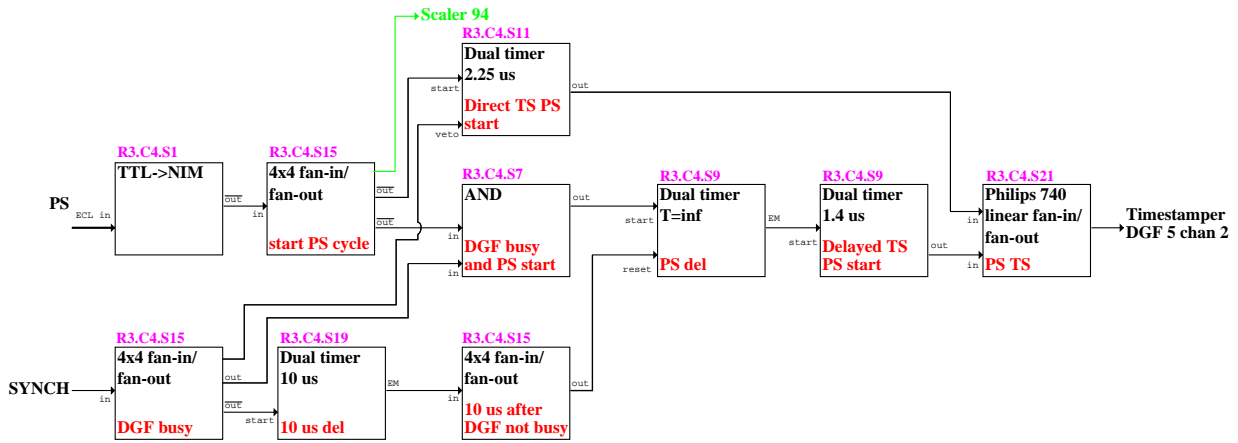 Scaler 94
R3.C4.S11
Dual timer
2.25 us
Direct TS PS
start
start
veto
out
R3.C4.S1
TTL->NIM
PS
ECL in
out
R3.C4.S15
4x4 fan-in/
fan-out
start PS cycle
in
out
out
R3.C4.S7
AND
DGF busy
and PS start
in
in
out
R3.C4.S9
Dual timer
T=inf
PS del
start
reset
EM
R3.C4.S9
Dual timer
1.4 us
Delayed TS
PS start
start
out
R3.C4.S21
Philips 740
linear fan-in/
fan-out
PS TS
in
in
Timestamper
DGF 5 chan 2
R3.C4.S15
4x4 fan-in/
fan-out
DGF busy
SYNCH
in
out
out
R3.C4.S19
Dual timer
10 us
10 us del
start
EM
R3.C4.S15
4x4 fan-in/
fan-out
10 us after
DGF not busy
in
out